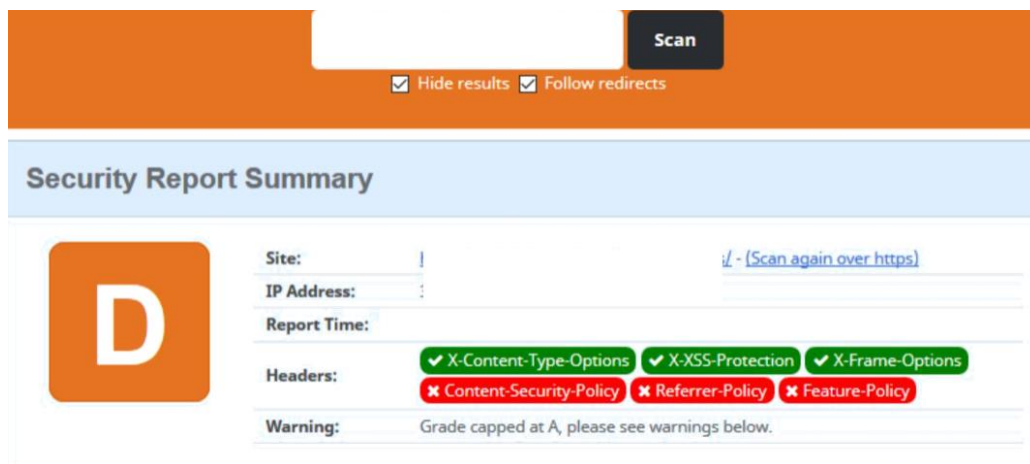 Scan
Hide results Follow redirects
Security Report Summary
D
Site: / - (Scan again over https)
IP Address:
Report Time:
Headers: X-Content-Type-Options X-XSS-Protection X-Frame-Options
Content-Security-Policy Referrer-Policy Feature-Policy
Warning: Grade capped at A, please see warnings below.